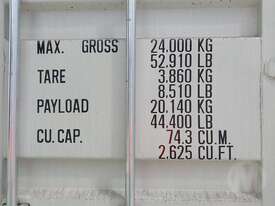 MAX. GROSS 24.000 KG
52.910 LB
TARE 3.860 KG
8.510 LB
PAYLOAD 20.140 KG
44.400 LB
CU. CAP. 74.3 CU.M.
2.625 CU.FT.